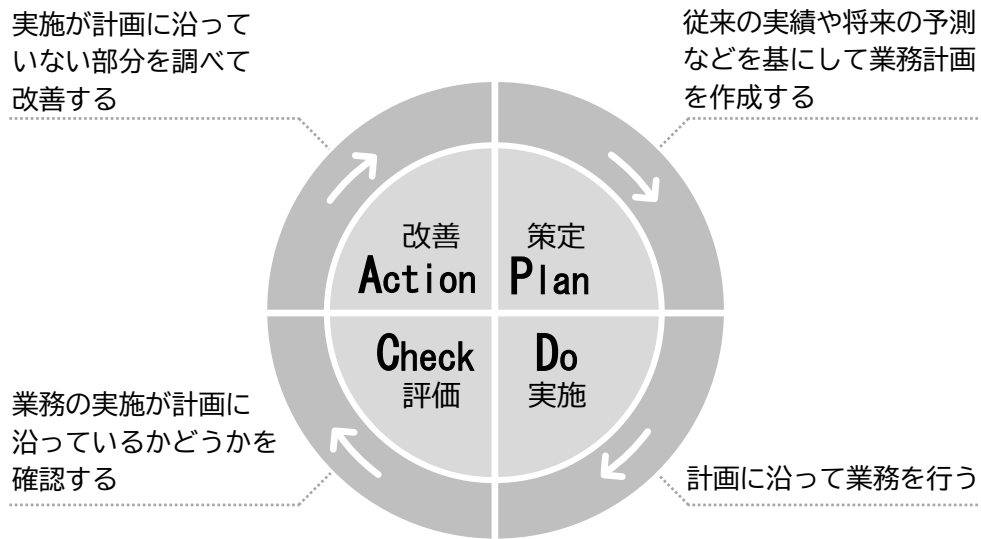 実施が計画に沿って
いない部分を調べて
改善する
従来の実績や将来の予測
などを基にして業務計画
を作成する
改善
Action
策定
Plan
Check
評価
Do
実施
業務の実施が計画に
沿っているかどうかを
確認する
計画に沿って業務を行う